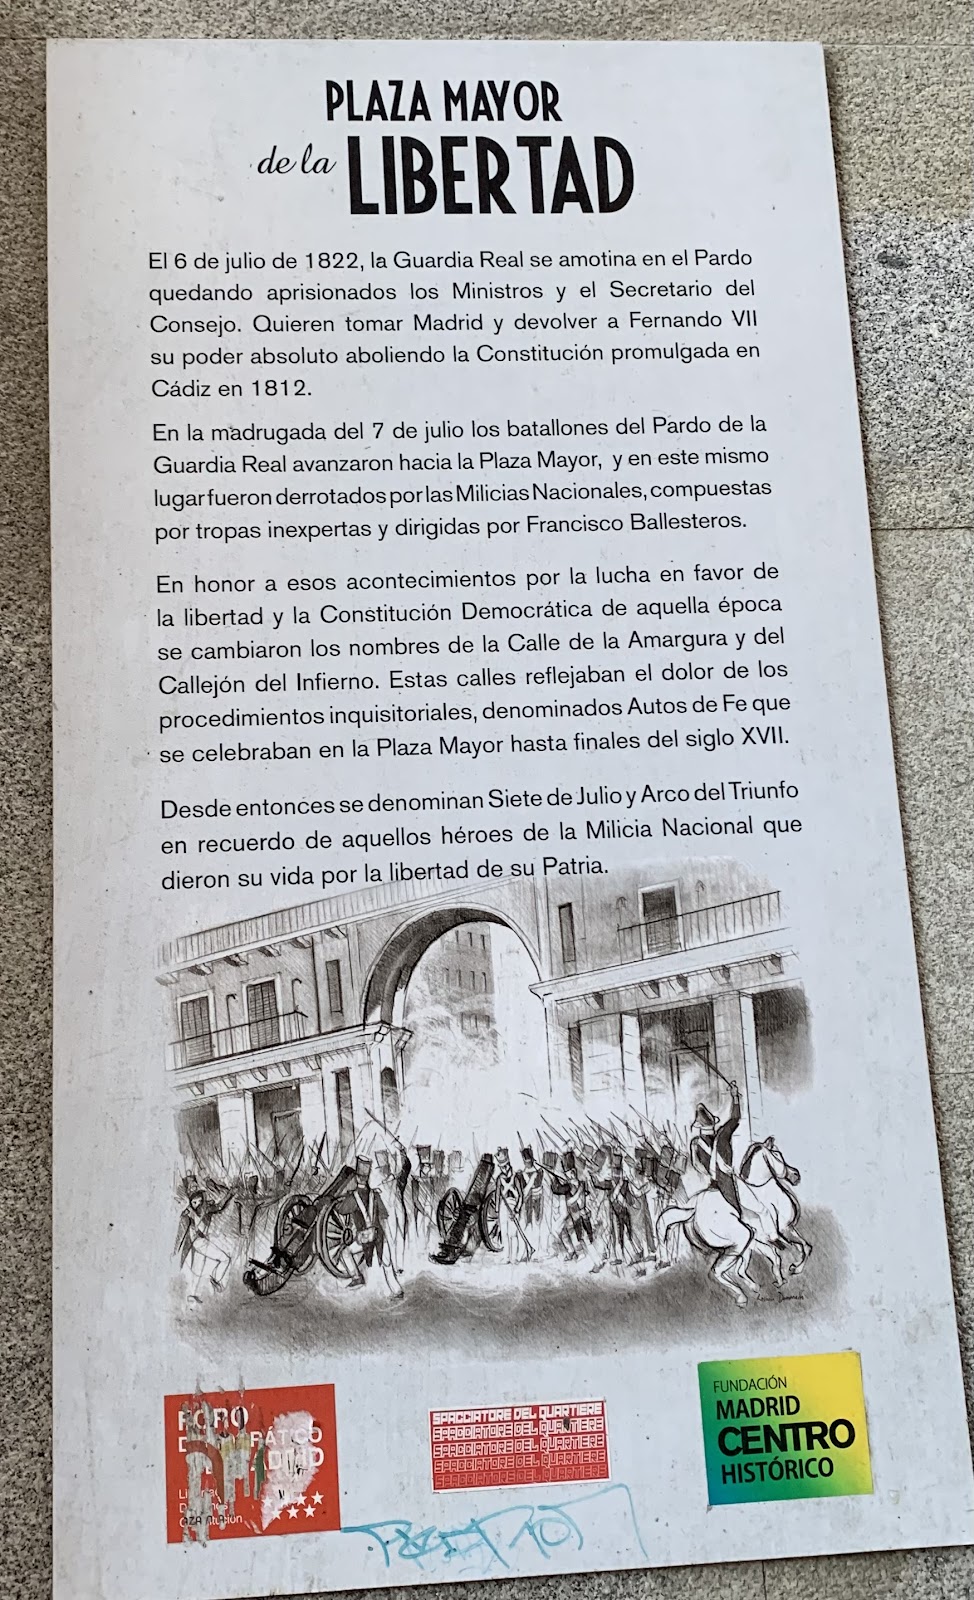 PLAZA MAYOR
de la LIBERTAD
El 6 de julio de 1822, la Guardia Real se amotina en el Pardo
quedando aprisionados los Ministros y el Secretario del
Consejo. Quieren tomar Madrid y devolver a Fernando VII
su poder absoluto aboliendo la Constitución promulgada en
Cádiz en 1812.
En la madrugada del 7 de julio los batallones del Pardo de la
Guardia Real avanzaron hacia la Plaza Mayor, y en este mismo
lugar fueron derrotados por las Milicias Nacionales, compuestas
por tropas inexpertas y dirigidas por Francisco Ballesteros.
En honor a esos acontecimientos por la lucha en favor de
la libertad y la Constitución Democrática de aquella época
se cambiaron los nombres de la Calle de la Amargura y del
Callejón del Infierno. Estas calles reflejaban el dolor de los
procedimientos inquisitoriales, denominados Autos de Fe que
se celebraban en la Plaza Mayor hasta finales del siglo XVII.
Desde entonces se denominan Siete de Julio y Arco del Triunfo
en recuerdo de aquellos héroes de la Milicia Nacional que
dieron su vida por la libertad de su Patria.
SPACCIATORE DEL QUARTIERE
SPACCIATORE DEL QUARTIERE
SPACCIATORE DEL QUARTIERE
SPACCIATORE DEL QUARTIERE
SPACCIATORE DEL QUARTIERE
SPACCIATORE DEL QUARTIERE
FUNDACIÓN
MADRID
CENTRO
HISTÓRICO